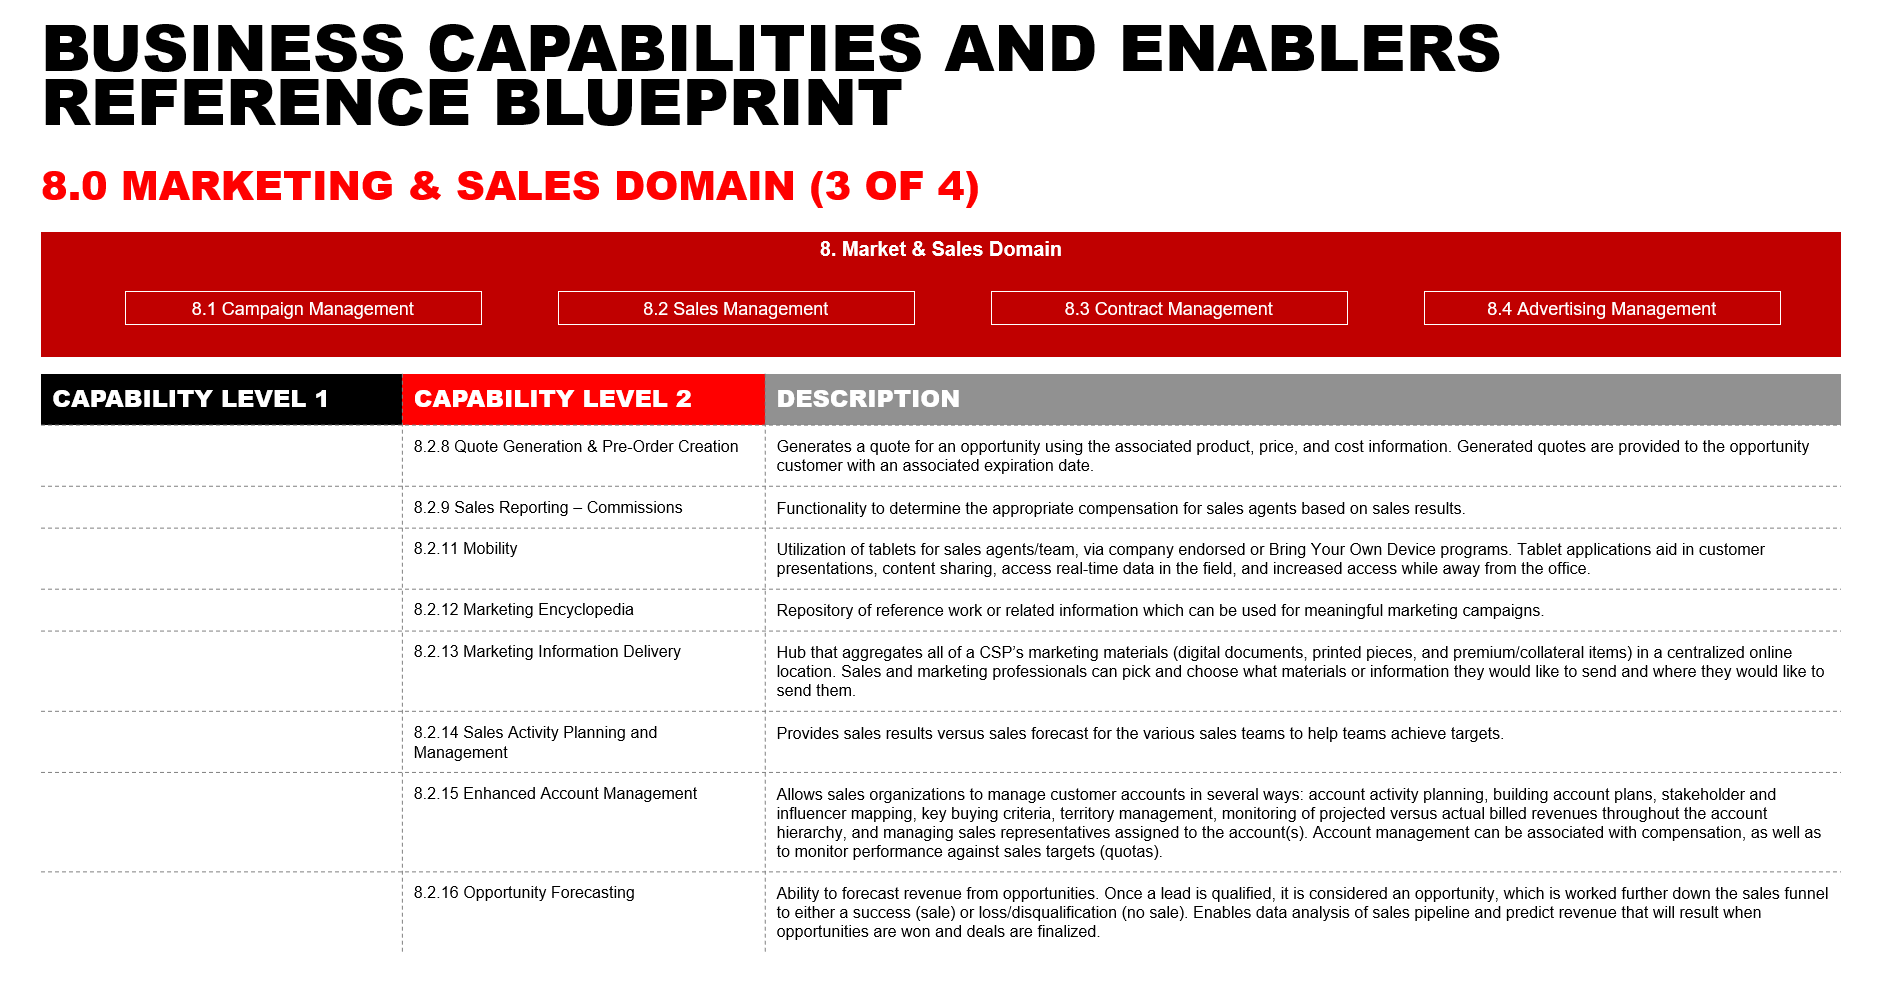 BUSINESS CAPABILITIES AND ENABLERS
REFERENCE BLUEPRINT
8.0 MARKETING & SALES DOMAIN (3 OF 4)
8. Market & Sales Domain
8.1 Campaign Management
8.2 Sales Management
8.3 Contract Management
8.4 Advertising Management
CAPABILITY LEVEL 1
CAPABILITY LEVEL 2
DESCRIPTION
8.2.8 Quote Generation & Pre-Order Creation
Generates a quote for an opportunity using the associated product, price, and cost information. Generated quotes are provided to the opportunity
customer with an associated expiration date.
8.2.9 Sales Reporting – Commissions
Functionality to determine the appropriate compensation for sales agents based on sales results.
8.2.11 Mobility
Utilization of tablets for sales agents/team, via company endorsed or Bring Your Own Device programs. Tablet applications aid in customer
presentations, content sharing, access real-time data in the field, and increased access while away from the office.
8.2.12 Marketing Encyclopedia
Repository of reference work or related information which can be used for meaningful marketing campaigns.
8.2.13 Marketing Information Delivery
Hub that aggregates all of a CSP’s marketing materials (digital documents, printed pieces, and premium/collateral items) in a centralized online
location. Sales and marketing professionals can pick and choose what materials or information they would like to send and where they would like to
send them.
8.2.14 Sales Activity Planning and
Management
Provides sales results versus sales forecast for the various sales teams to help teams achieve targets.
8.2.15 Enhanced Account Management
Allows sales organizations to manage customer accounts in several ways: account activity planning, building account plans, stakeholder and
influencer mapping, key buying criteria, territory management, monitoring of projected versus actual billed revenues throughout the account
hierarchy, and managing sales representatives assigned to the account(s). Account management can be associated with compensation, as well as
to monitor performance against sales targets (quotas).
8.2.16 Opportunity Forecasting
Ability to forecast revenue from opportunities. Once a lead is qualified, it is considered an opportunity, which is worked further down the sales funnel
to either a success (sale) or loss/disqualification (no sale). Enables data analysis of sales pipeline and predict revenue that will result when
opportunities are won and deals are finalized.